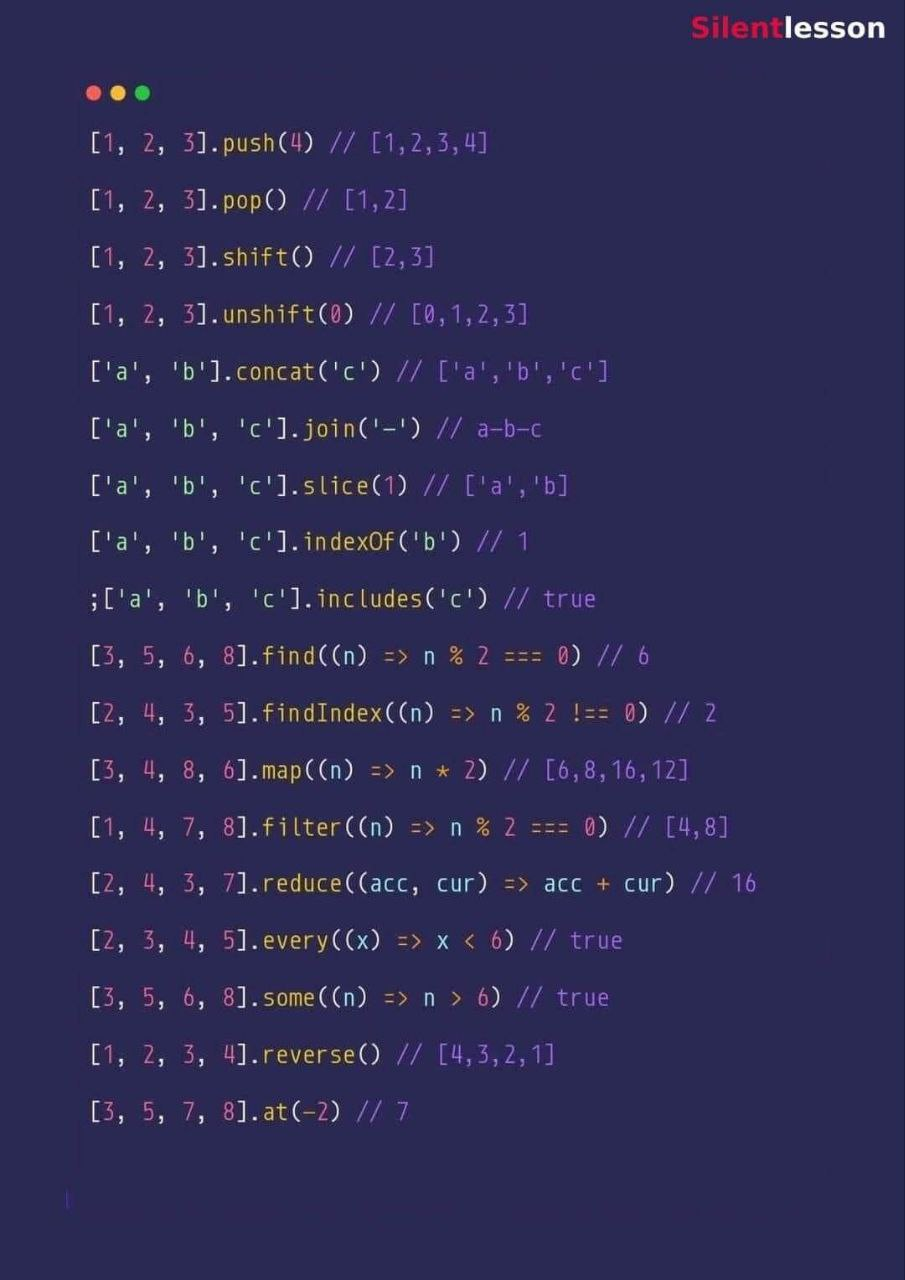 Silentlesson
[1, 2, 3].push(4) // [1,2,3,4]
[1, 2, 3].pop() // [1,2]
[1, 2, 3].shift() // [2,3]
[1, 2, 3].unshift(0) // [0,1,2,3]
['a', 'b'].concat('c') // ['a','b','c']
['a', 'b', 'c'].join('-') // a-b-c
['a', 'b', 'c'].slice(1) // ['a','b]
['a', 'b', 'c'].indexOf('b') // 1
;['a', 'b', 'c'].includes('c') // true
[3, 5, 6, 8].find((n) => n % 2 === 0) // 6
[2, 4, 3, 5].findIndex((n) => n % 2 !== 0) // 2
[3, 4, 8, 6].map((n) => n * 2) // [6,8,16,12]
[1, 4, 7, 8].filter((n) => n % 2 === 0) // [4,8]
[2, 4, 3, 7].reduce((acc, cur) => acc + cur) // 16
[2, 3, 4, 5].every((x) => x < 6) // true
[3, 5, 6, 8].some((n) => n > 6) // true
[1, 2, 3, 4].reverse() // [4,3,2,1]
[3, 5, 7, 8].at(-2) // 7